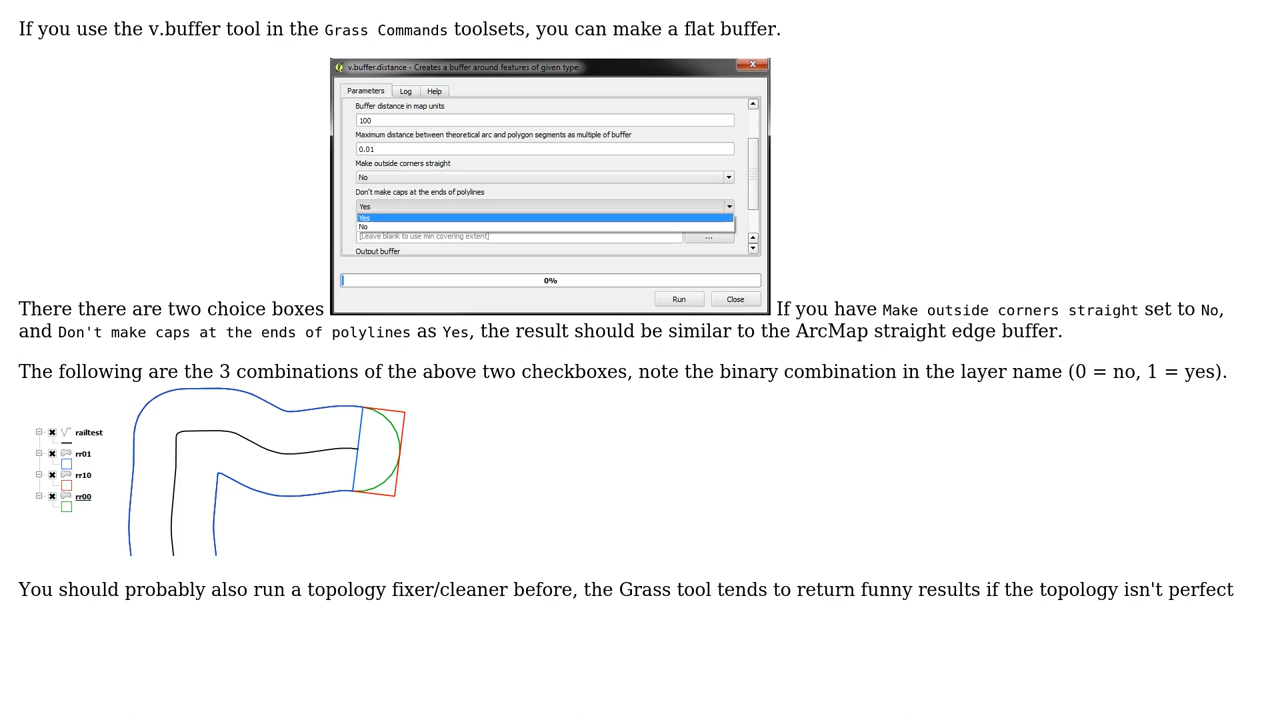 If you use the v.buffer tool in the Grass Commands toolsets, you can make a flat buffer.
v.buffer.distance - Creates a buffer around features of given type.
Parameters Log Help
Buffer distance in map units
100
Maximum distance between theoretical arc and polygon segments as multiple of buffer
0.01
Make outside corners straight
No
Don't make caps at the ends of polylines
Yes
Yes
No
[Leave blank to use min covering extent] ...
Output buffer
0%
Run Close
There there are two choice boxes If you have Make outside corners straight set to No,
and Don't make caps at the ends of polylines as Yes, the result should be similar to the ArcMap straight edge buffer.
The following are the 3 combinations of the above two checkboxes, note the binary combination in the layer name (0 = no, 1 = yes).
railtest
rr01
rr10
rr00
You should probably also run a topology fixer/cleaner before, the Grass tool tends to return funny results if the topology isn't perfect